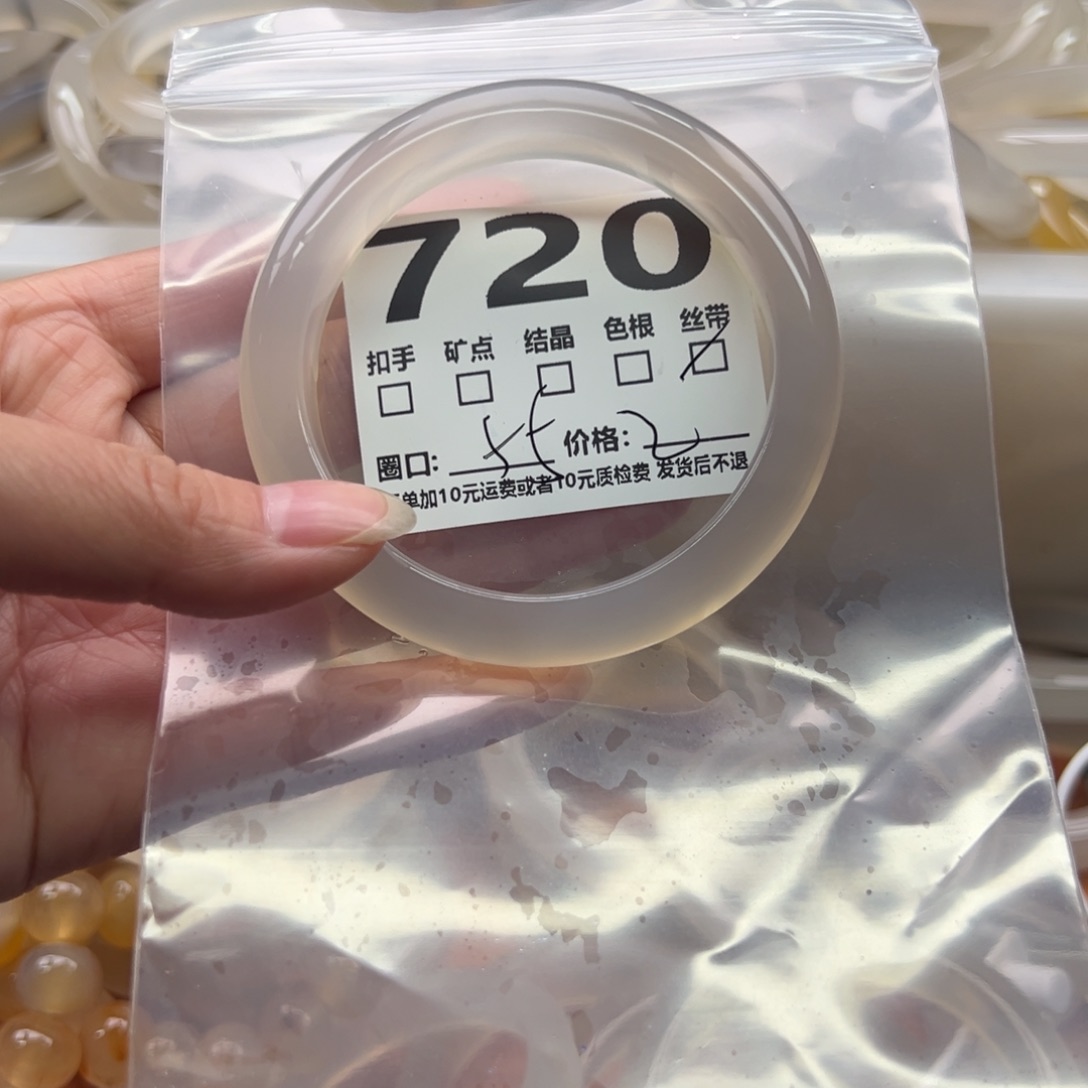 720
扣手 矿点 结晶 色根 丝带
圈口: 价格:
单加10元运费或者10元质检费 发货后不退